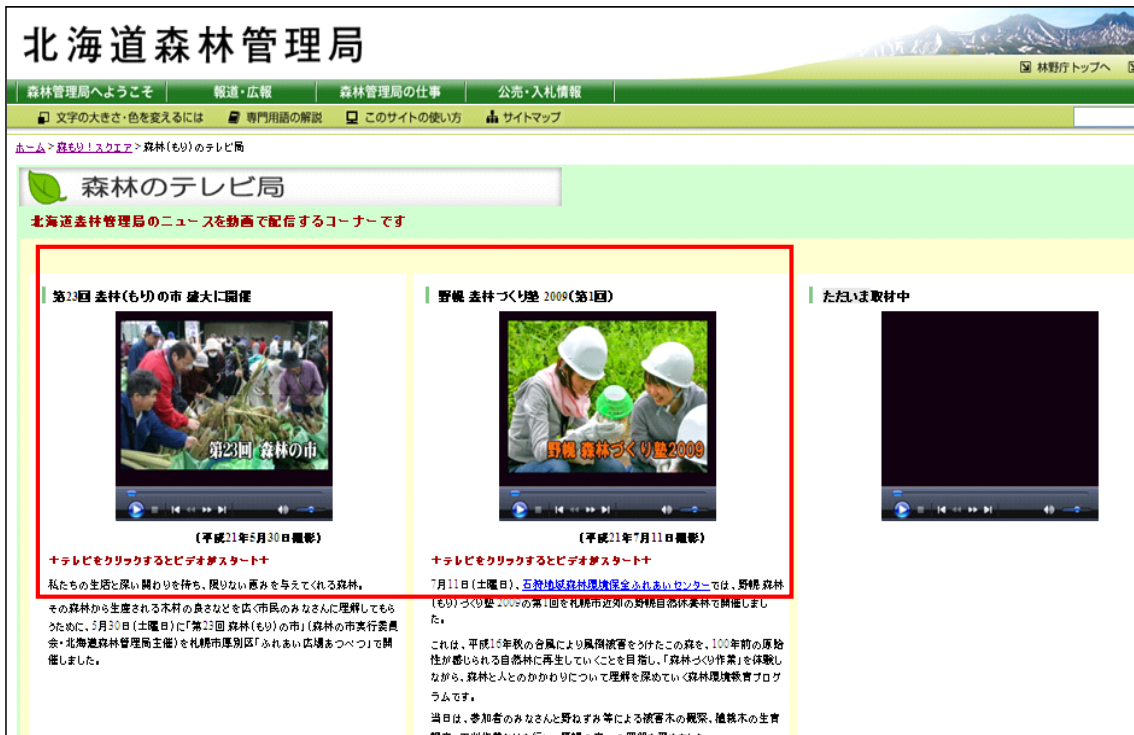 北海道森林管理局
林野庁トップへ
森林管理局へようこそ
報道・広報
森林管理局の仕事
公売・入札情報
文字の大きさ・色を変えるには
専門用語の解説
このサイトの使い方
サイトマップ
ホーム>森もり!スクエア>森林(もり)のテレビ局
森林のテレビ局
北海道森林管理局のニュースを動画で配信するコーナーです
第23回 森林(もり)の市 盛大に開催
第23回 森林の市
(平成21年5月30日撮影)
+テレビをクリックするとビデオがスタート+
私たちの生活と深い関わりを持ち、限りない恵みを与えてくれる森林。
その森林から生産される木材の良さなどを広く市民のみなさんに理解してもら
うために、5月30日(土曜日)に「第23回 森林(もり)の市」(森林の市実行委員
会・北海道森林管理局主催)を札幌市厚別区「ふれあい広場あつべつ」で開
催しました。
野幌 森林づくり塾 2009(第1回)
野幌 森林づくり塾2009
(平成21年7月11日撮影)
+テレビをクリックするとビデオがスタート+
7月11日(土曜日)、石狩地域森林環境保全ふれあいセンターでは、野幌 森林
(もり)づくり塾 2009の第1回を札幌市近郊の野幌自然休養林で開催しまし
た。
これは、平成16年秋の台風により風倒被害をうけたこの森を、100年前の原始
性が感じられる自然林に再生していくことを目指し、「森林づくり作業」を体験し
ながら、森林と人とのかかわりについて理解を深めていく森林環境教育プログ
ラムです。
当日は、参加者のみなさんと野ねずみ等による被害木の観察、植栽木の生育
ただいま取材中